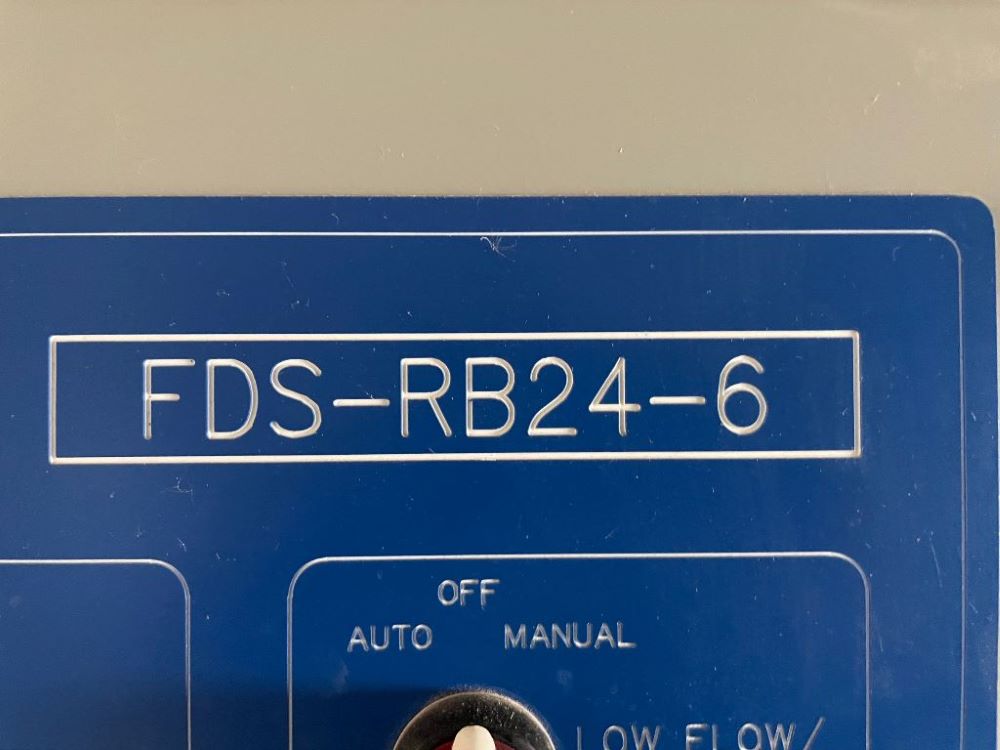 FDS-RB24-6
OFF
AUTO MANUAL
LOW FLOW/